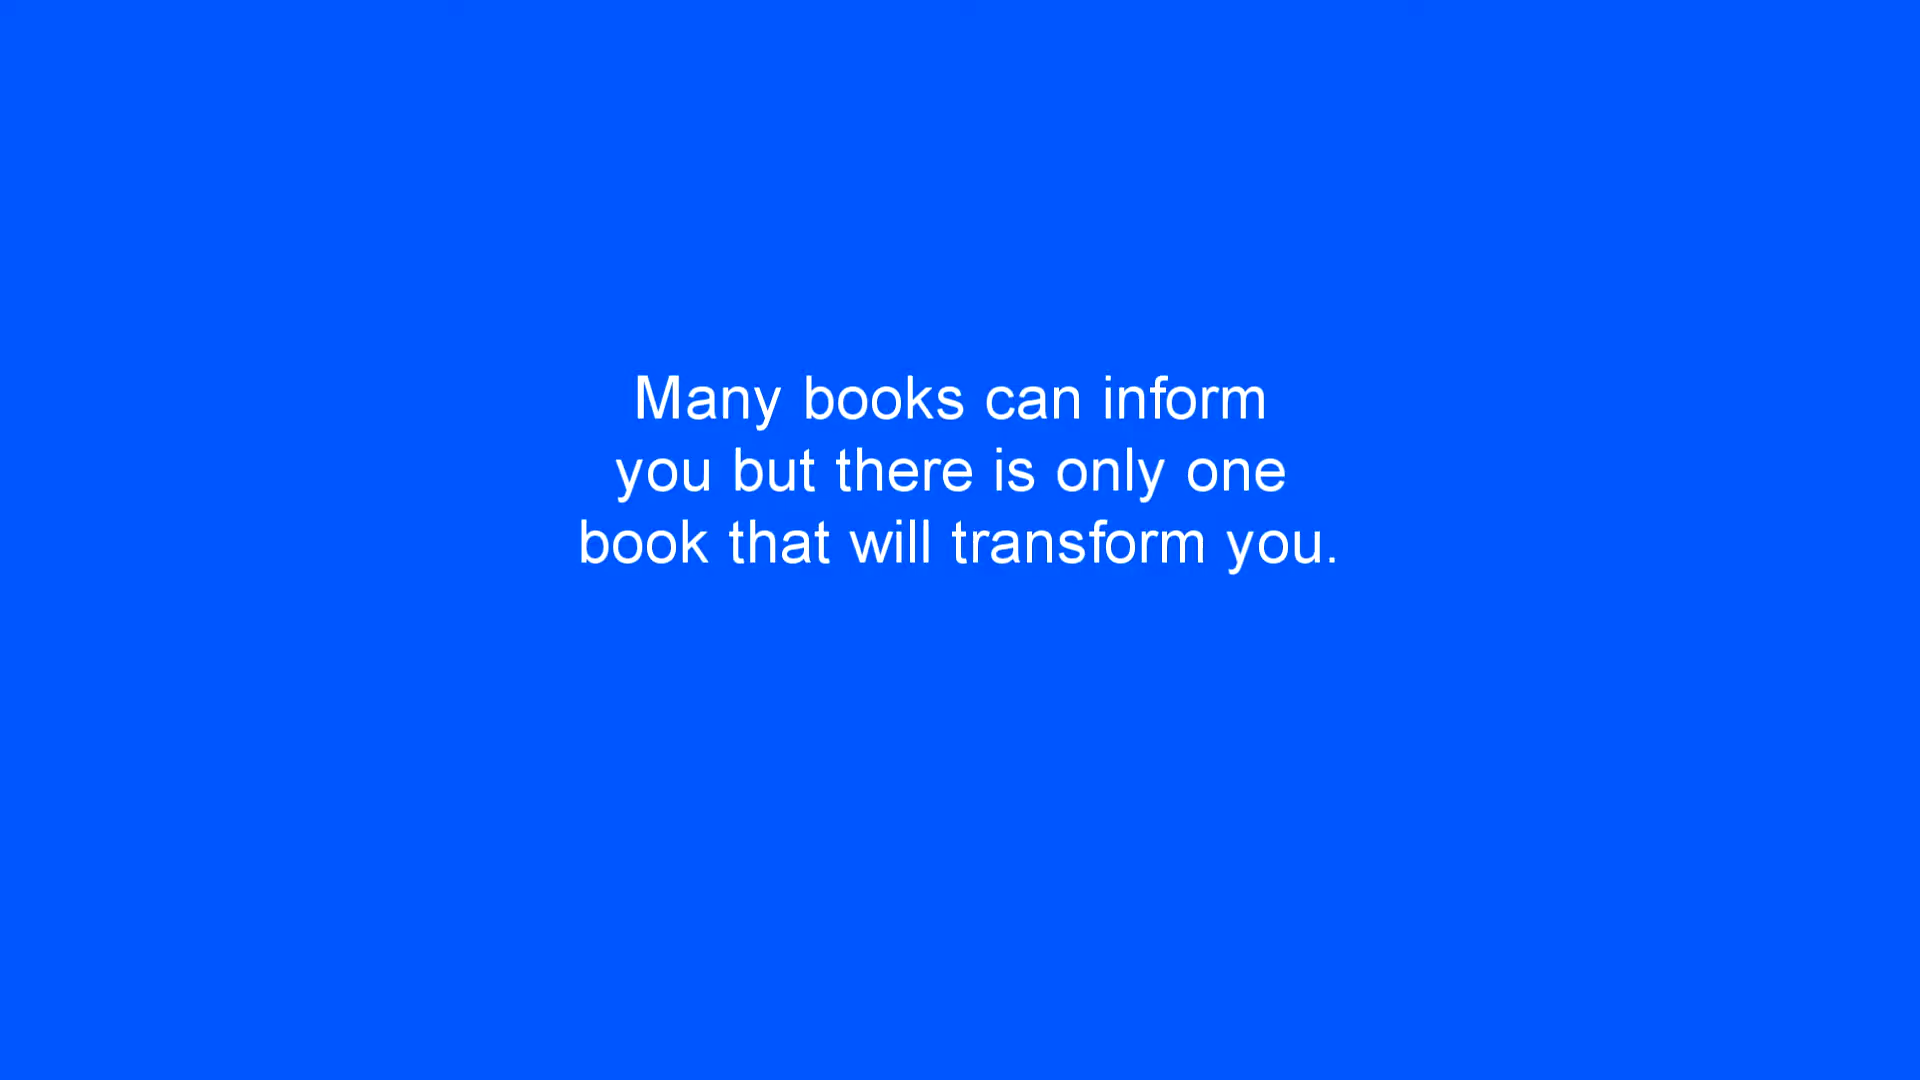 Many books can inform
you but there is only one
book that will transform you.